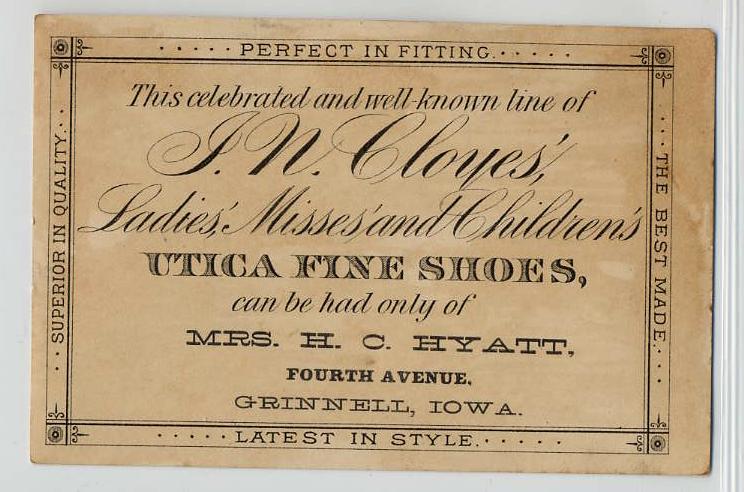 PERFECT IN FITTING.
SUPERIOR IN QUALITY.
This celebrated and well-known line of
J. N. Cloyes',
Ladies', Misses' and Children's
UTICA FINE SHOES,
can be had only of
MRS. H. C. HYATT,
FOURTH AVENUE.
GRINNELL, IOWA.
THE BEST MADE.
LATEST IN STYLE.